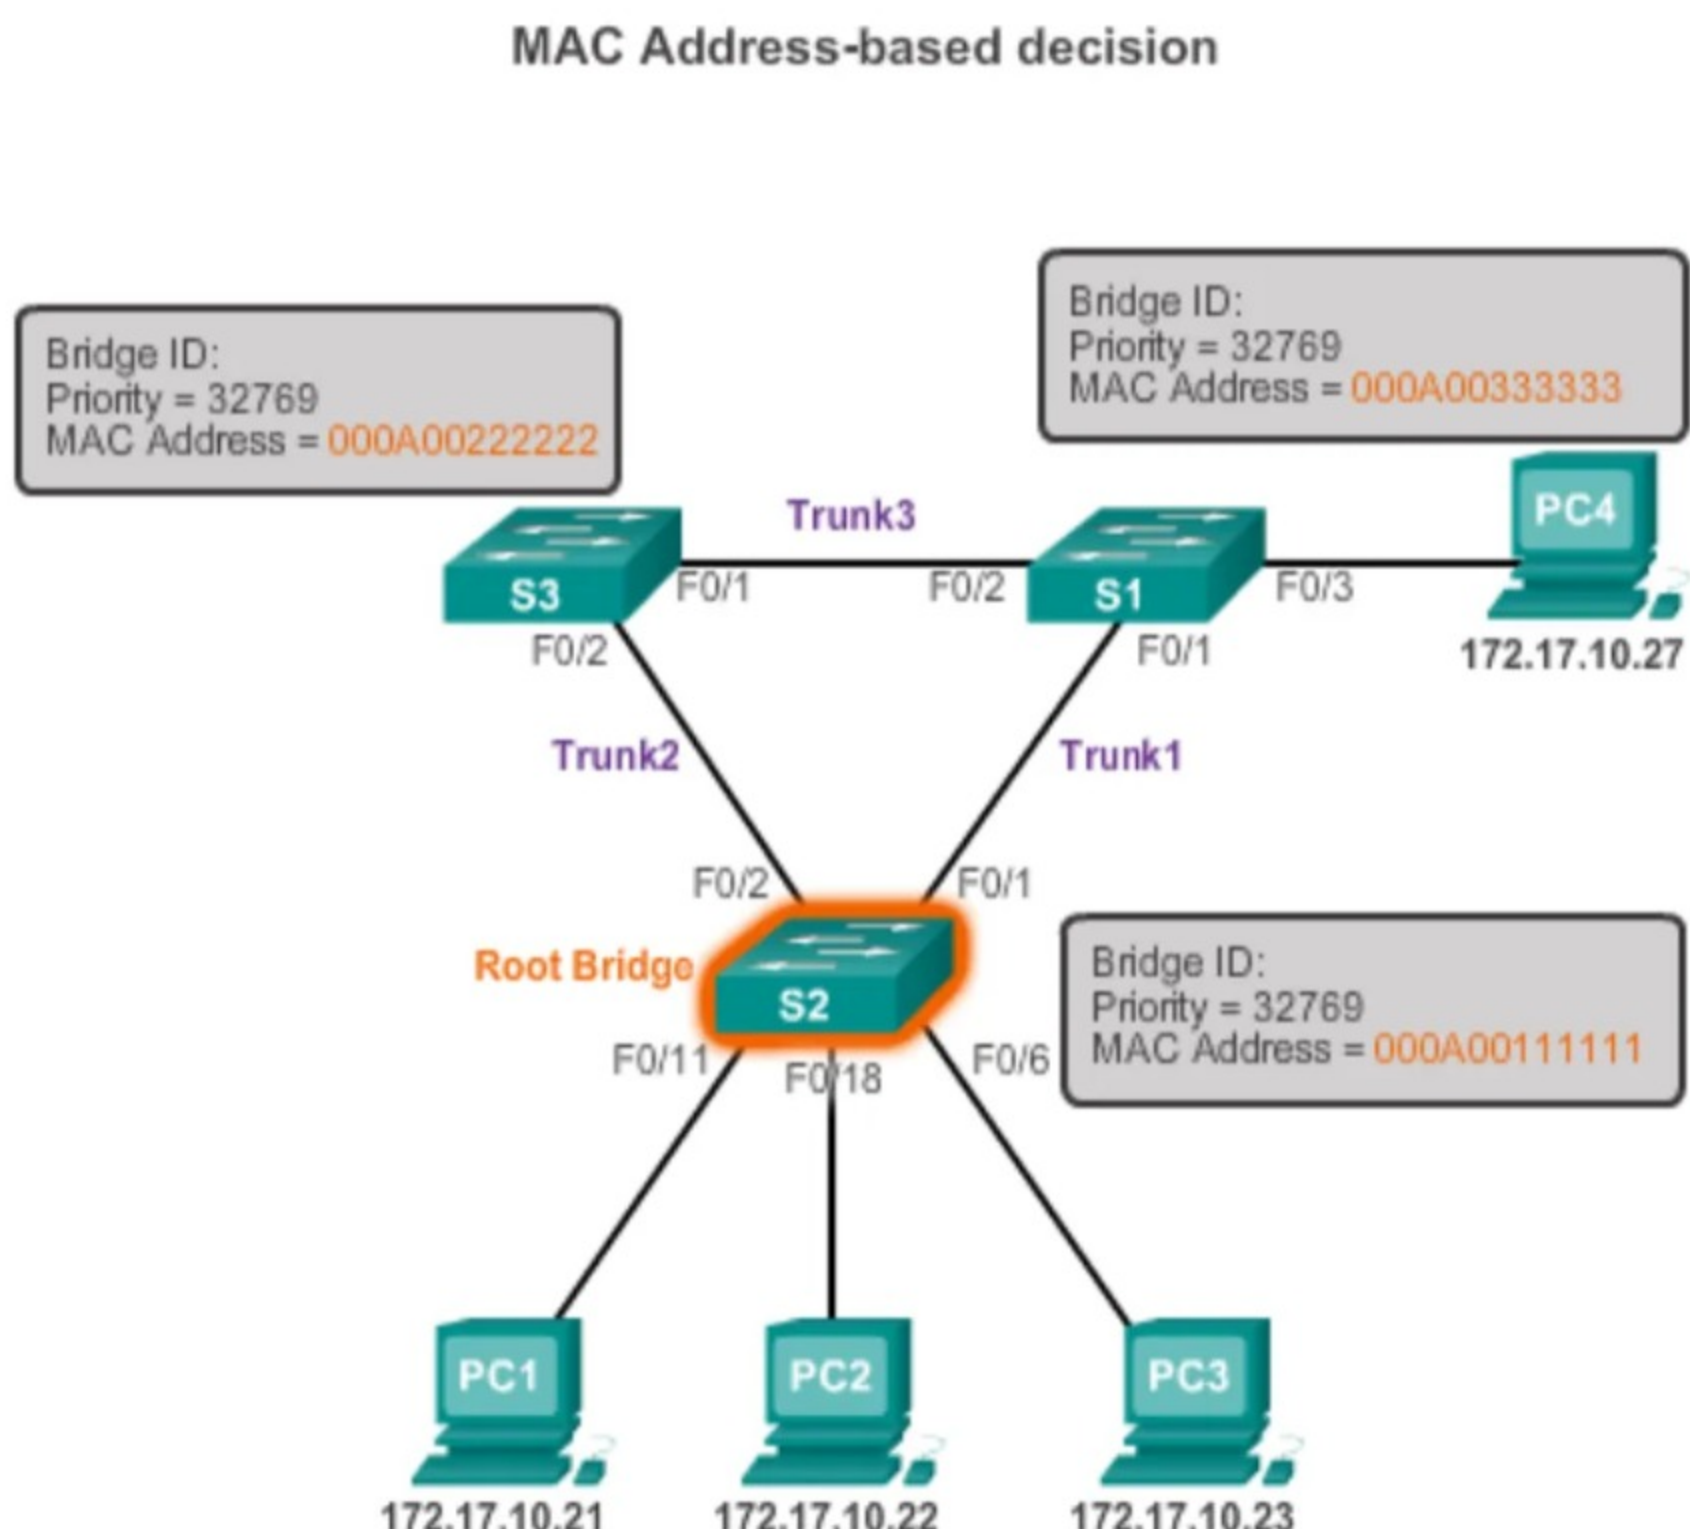 MAC Address-based decision
Bridge ID:
Priority = 32769
MAC Address = 000A00333333
Bridge ID:
Priority = 32769
MAC Address = 000A00222222
PC4
Trunk3
S3
F0/1
F0/2
S1
F0/3
F0/2
F0/1
172.17.10.27
Trunk2
Trunk1
F0/2
F0/1
Root Bridge
S2
Bridge ID:
Priority = 32769
MAC Address = 000A00111111
F0/11
F0/18
F0/6
PC1
PC2
PC3
172.17.10.21
172.17.10.22
172.17.10.23